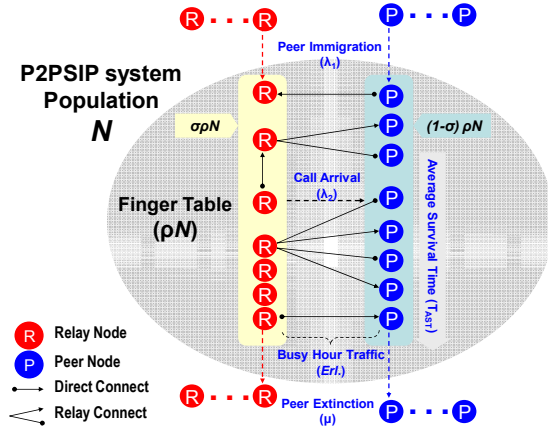 R R P P
Peer Immigration
(λ₁)
P2PSIP system
Population
N
R P
σρN (1-σ) ρN
R P
P
Call Arrival
(λ₂)
R P
Finger Table
(ρN)
Average Survival Time (T_AST)
R P
R P
R P
R P
R Relay Node
P Peer Node
Direct Connect
Relay Connect
Busy Hour Traffic
(Erl.)
R R Peer Extinction P P
(μ)